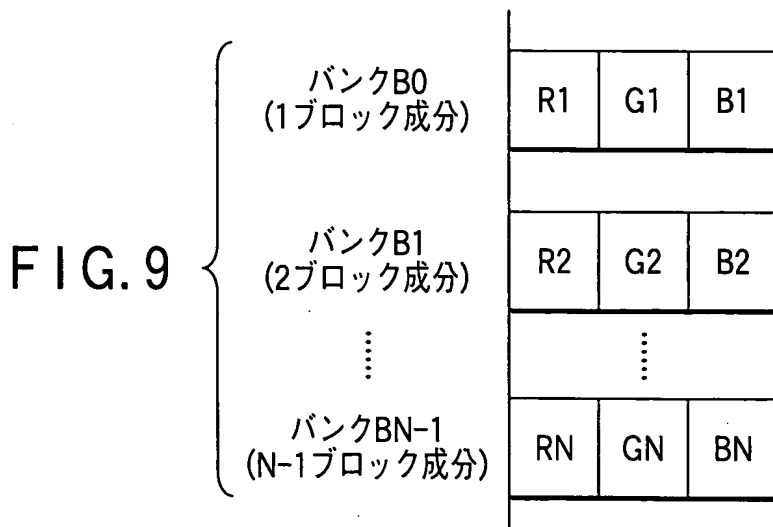 FIG. 9
バンクB0
(1ブロック成分)
R1 G1 B1
バンクB1
(2ブロック成分)
R2 G2 B2
バンクBN-1
(N-1ブロック成分)
RN GN BN